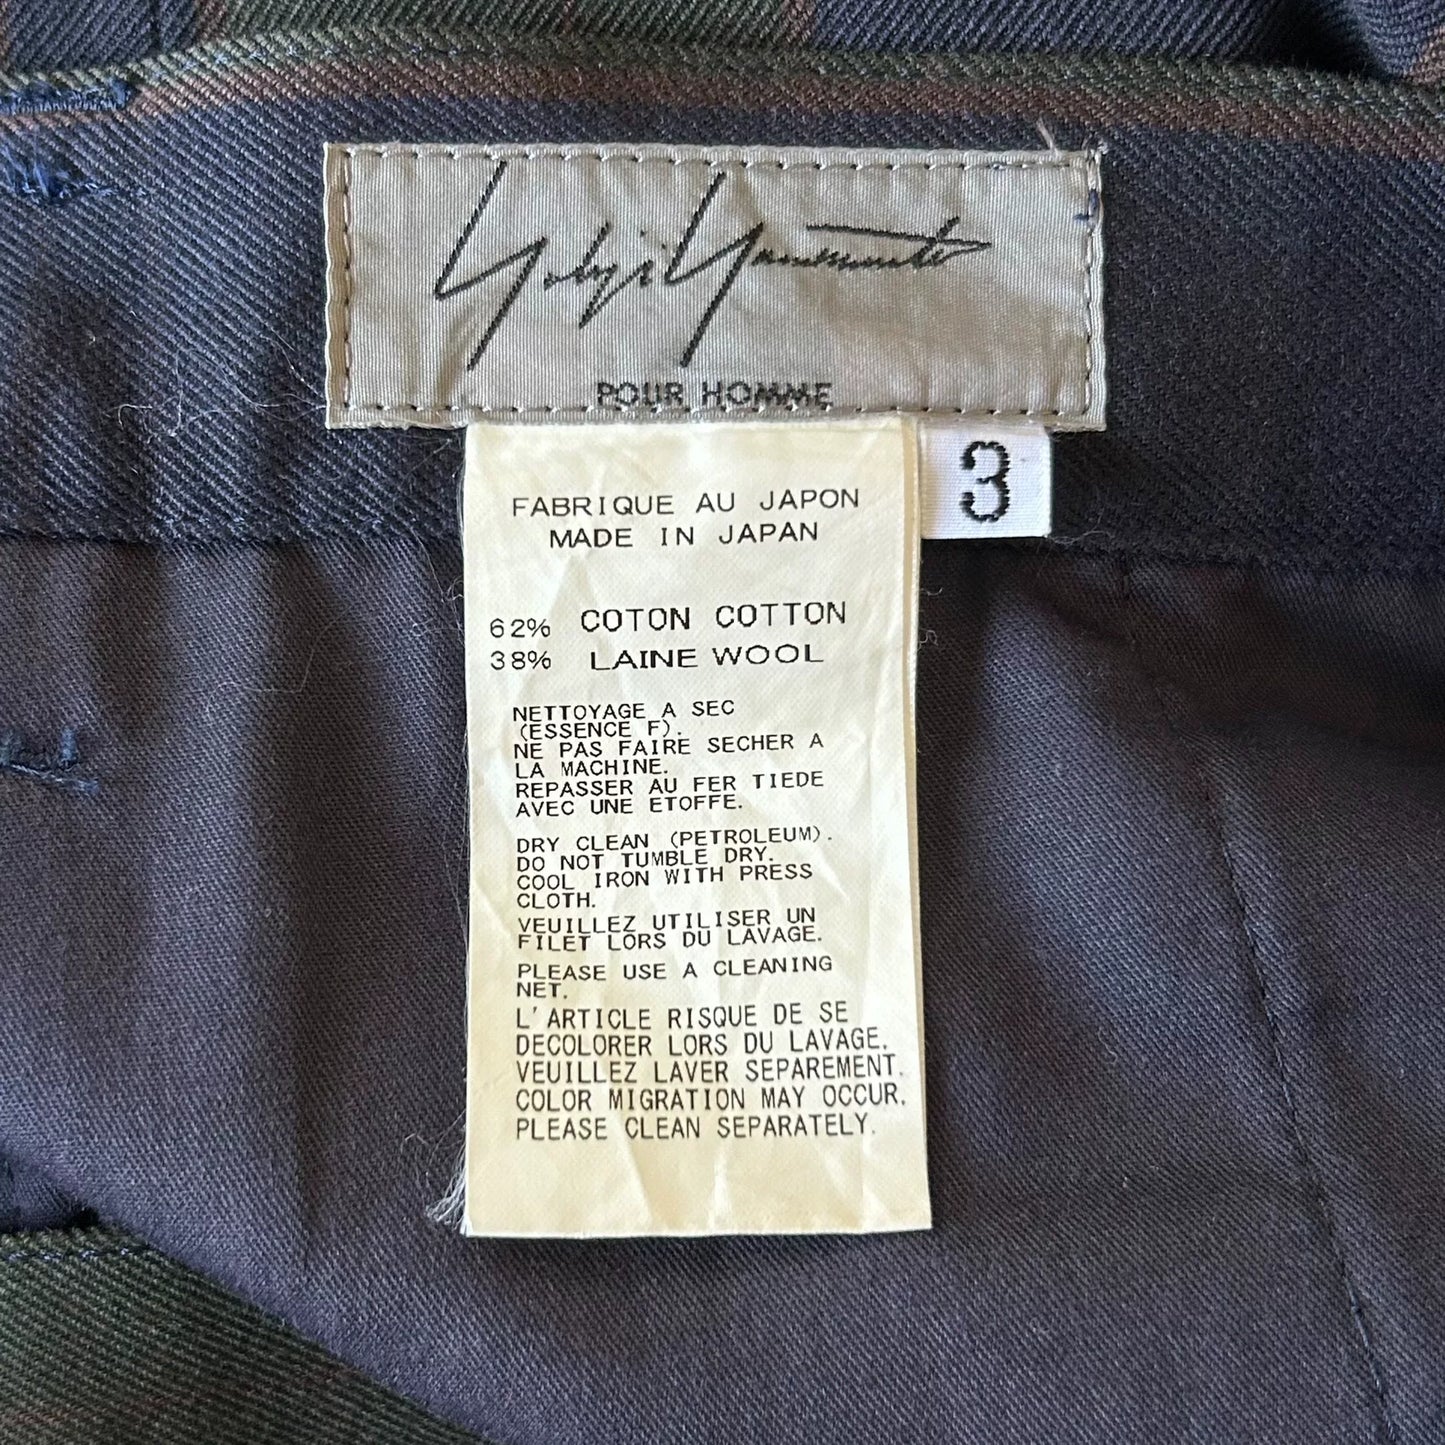 Yohji Yamamoto
POUR HOMME
3
FABRIQUE AU JAPON
MADE IN JAPAN
62% COTON COTTON
38% LAINE WOOL
NETTOYAGE A SEC
(ESSENCE F).
NE PAS FAIRE SECHER A
LA MACHINE.
REPASSER AU FER TIEDE
AVEC UNE ETOFFE.
DRY CLEAN (PETROLEUM).
DO NOT TUMBLE DRY.
COOL IRON WITH PRESS
CLOTH.
VEUILLEZ UTILISER UN
FILET LORS DU LAVAGE.
PLEASE USE A CLEANING
NET.
L'ARTICLE RISQUE DE SE
DECOLORER LORS DU LAVAGE.
VEUILLEZ LAVER SEPAREMENT.
COLOR MIGRATION MAY OCCUR.
PLEASE CLEAN SEPARATELY.